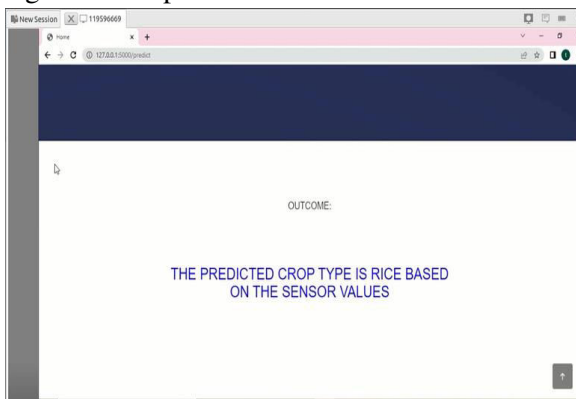 New Session
119596669
Home
127.0.0.1:5000/predict
OUTCOME:
THE PREDICTED CROP TYPE IS RICE BASED
ON THE SENSOR VALUES